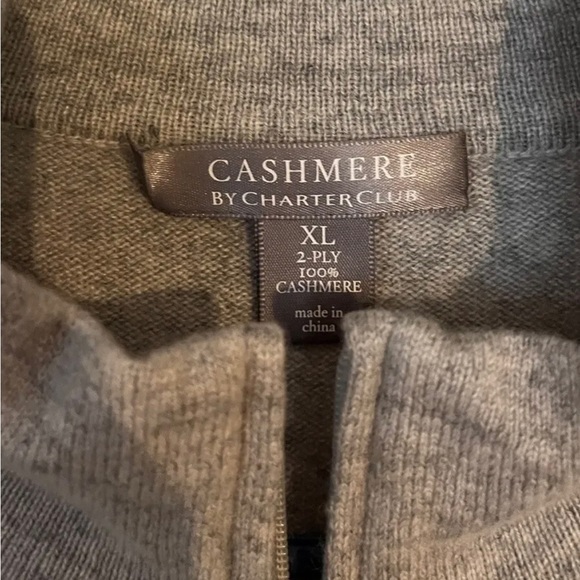 CASHMERE
BY CHARTER CLUB
XL
2-PLY
100%
CASHMERE
made in
china